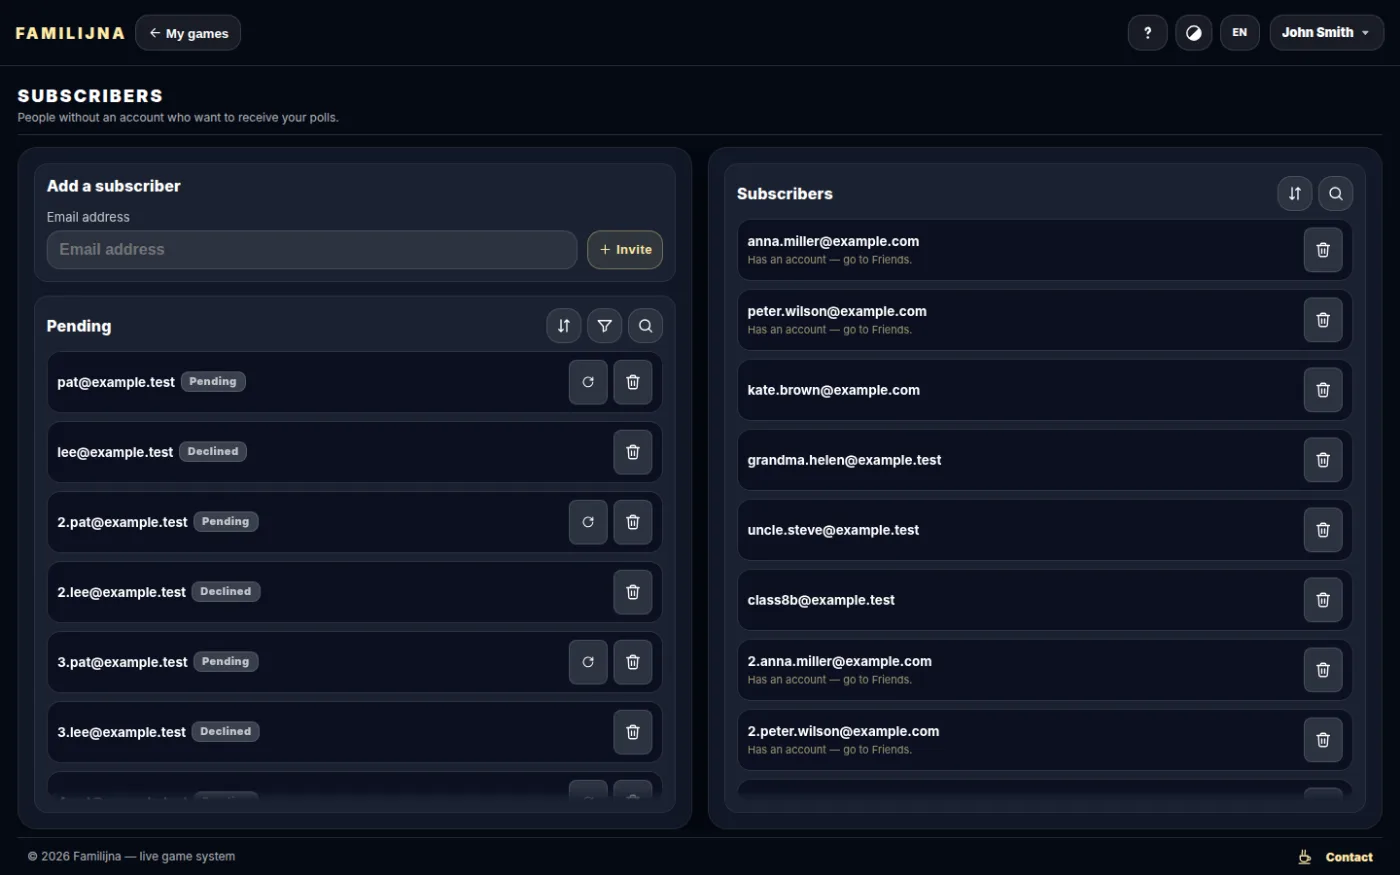 FAMILIJNA
← My games
?
EN
John Smith
SUBSCRIBERS
People without an account who want to receive your polls.
Add a subscriber
Email address
Email address
+ Invite
Pending
pat@example.test Pending
lee@example.test Declined
2.pat@example.test Pending
2.lee@example.test Declined
3.pat@example.test Pending
3.lee@example.test Declined
Subscribers
anna.miller@example.com
Has an account — go to Friends.
peter.wilson@example.com
Has an account — go to Friends.
kate.brown@example.com
grandma.helen@example.test
uncle.steve@example.test
class8b@example.test
2.anna.miller@example.com
Has an account — go to Friends.
2.peter.wilson@example.com
Has an account — go to Friends.
© 2026 Familijna — live game system
Contact